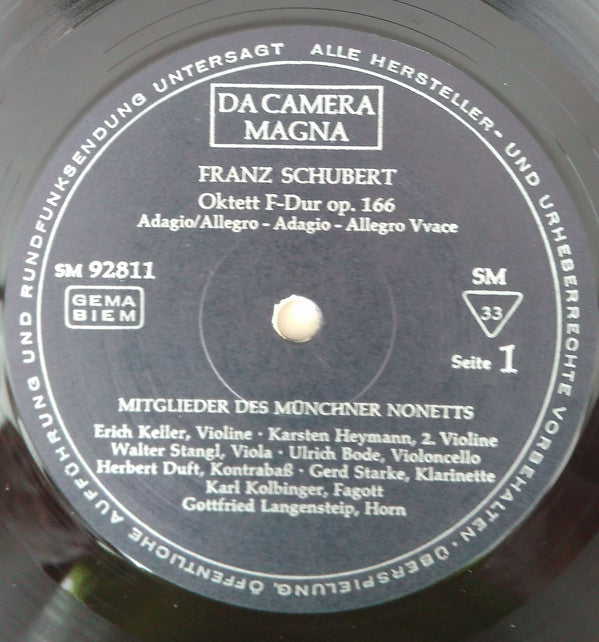 ALLE HERSTELLER- UND URHEBERRECHTE VORBEHALTEN · ÜBERSPIELUNG, ÖFFENTLICHE AUFFÜHRUNG UND RUNDFUNKSENDUNG UNTERSAGT
DA CAMERA
MAGNA
FRANZ SCHUBERT
Oktett F-Dur op. 166
Adagio/Allegro - Adagio - Allegro Vvace
SM 92811
GEMA
BIEM
SM
33
Seite 1
MITGLIEDER DES MÜNCHNER NONETTS
Erich Keller, Violine · Karsten Heymann, 2. Violine
Walter Stangl, Viola · Ulrich Bode, Violoncello
Herbert Duft, Kontrabaß · Gerd Starke, Klarinette
Karl Kolbinger, Fagott
Gottfried Langensteip, Horn